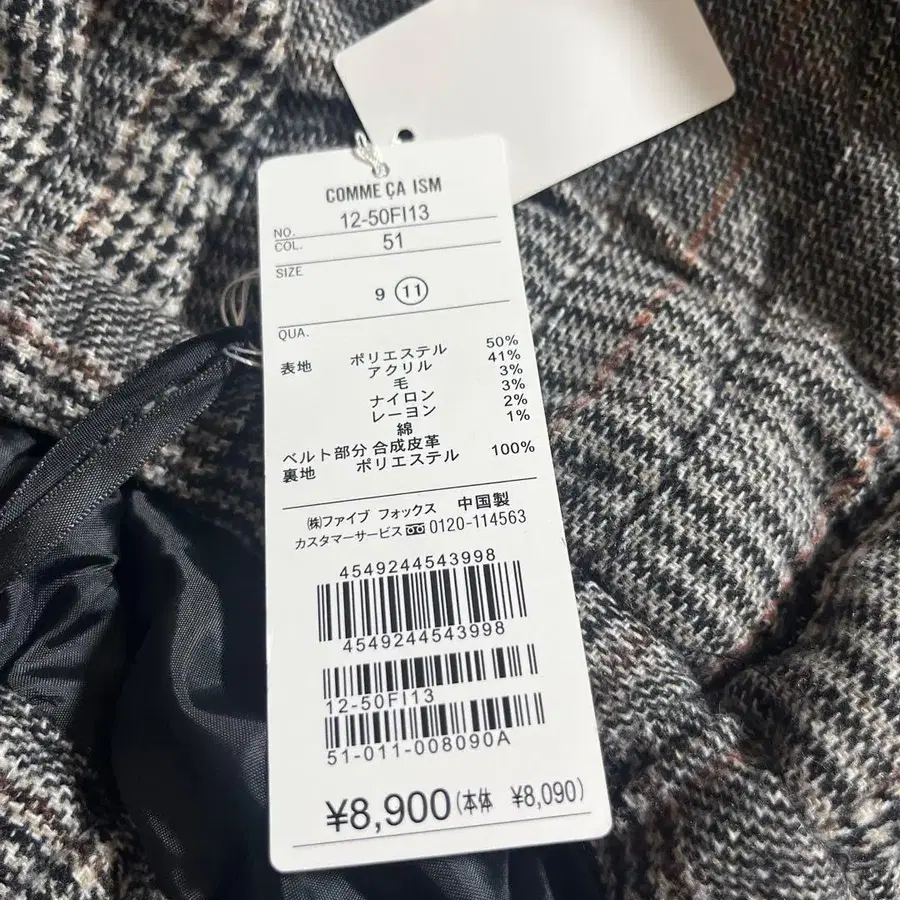 COMME ÇA ISM
NO. 12-50FI13
COL. 51
SIZE
9 11
QUA.
表地 ポリエステル 50%
アクリル 41%
毛 3%
ナイロン 3%
レーヨン 2%
綿 1%
ベルト部分 合成皮革
裏地 ポリエステル 100%
㈱ファイブ フォックス 中国製
カスタマーサービス 0120-114563
4549244543998
4549244543998
12-50FI13
51-011-008090A
¥8,900(本体 ¥8,090)